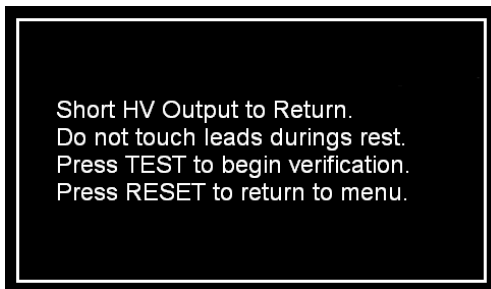 Short HV Output to Return.
Do not touch leads durings rest.
Press TEST to begin verification.
Press RESET to return to menu.